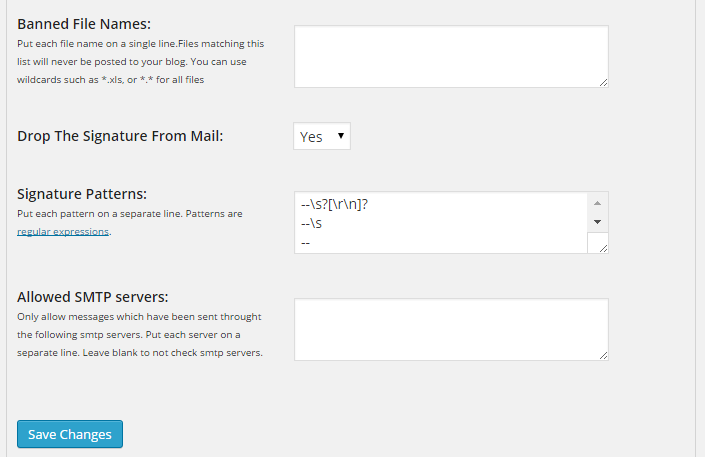 Banned File Names:
Put each file name on a single line.Files matching this
list will never be posted to your blog. You can use
wildcards such as *.xls, or *.* for all files
Drop The Signature From Mail:
Yes
Signature Patterns:
Put each pattern on a separate line. Patterns are
regular expressions.
--\s?[\r\n]?
--\s
--
Allowed SMTP servers:
Only allow messages which have been sent throught
the following smtp servers. Put each server on a
separate line. Leave blank to not check smtp servers.
Save Changes